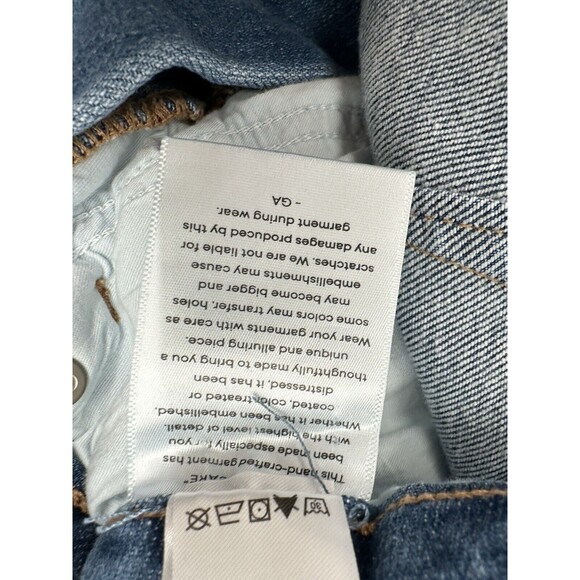 CARE"
This hand-crafted garment has
been made especially for you
with the highest level of detail.
Whether it has been embellished,
coated, color treated or
distressed, it has been
thoughtfully made to bring you a
unique and alluring piece.
Wear your garments with care as
some colors may transfer, holes
may become bigger and
embellishments may cause
scratches. We are not liable for
any damages produced by this
garment during wear.
- GA
30